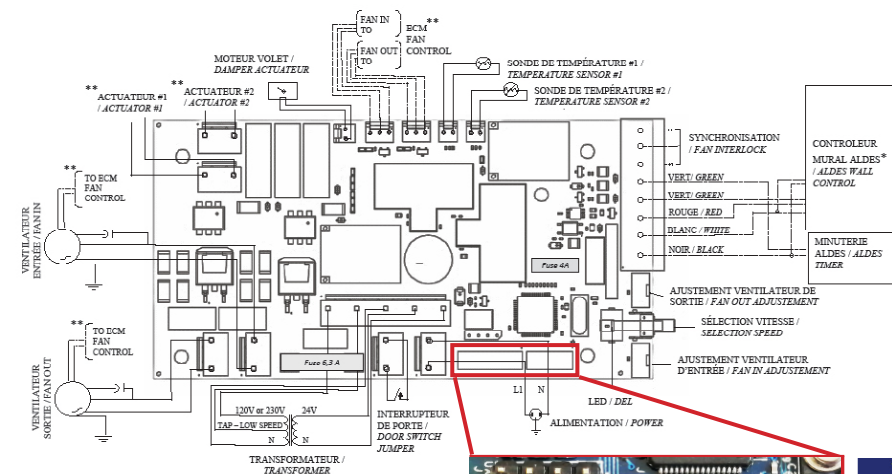 FAN IN
TO
ECM
**
FAN
CONTROL
FAN OUT
TO
MOTEUR VOLET /
DAMPER ACTUATEUR
SONDE DE TEMPÉRATURE #1 /
TEMPERATURE SENSOR #1
SONDE DE TEMPÉRATURE #2 /
TEMPERATURE SENSOR #2
**
ACTUATEUR #1
/ ACTUATOR #1
**
ACTUATEUR #2
/ ACTUATOR #2
SYNCHRONISATION
/ FAN INTERLOCK
CONTROLEUR
MURAL ALDES*
/ ALDES WALL
CONTROL
VERT/ GREEN
VERT/ GREEN
ROUGE / RED
BLANC / WHITE
NOIR / BLACK
MINUTERIE
ALDES / ALDES
TIMER
**
TO ECM
FAN
CONTROL
VENTILATEUR
ENTRÉE / FAN IN
Fuse 4A
AJUSTEMENT VENTILATEUR DE
SORTIE / FAN OUT ADJUSTEMENT
SÉLECTION VITESSE /
SELECTION SPEED
AJUSTEMENT VENTILATEUR
D'ENTRÉE / FAN IN ADJUSTEMENT
**
TO ECM
FAN
CONTROL
VENTILATEUR
SORTIE / FAN OUT
Fuse 6,3 A
L1
N
LED / DEL
120V or 230V
24V
TAP – LOW SPEED
N
N
INTERRUPTEUR
DE PORTE /
DOOR SWITCH
JUMPER
ALIMENTATION / POWER
TRANSFORMATEUR /
TRANSFORMER